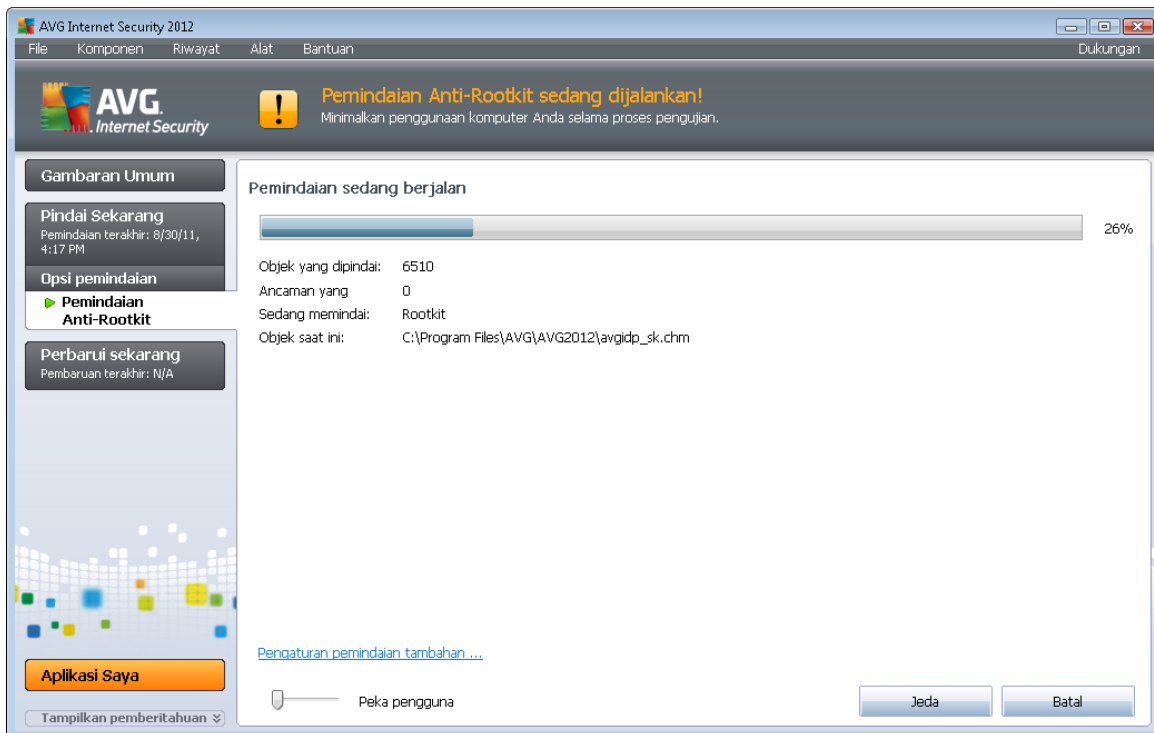 AVG Internet Security 2012
File Komponen Riwayat Alat Bantuan Dukungan
AVG.
Internet Security
Pemindaian Anti-Rootkit sedang dijalankan!
Minimalkan penggunaan komputer Anda selama proses pengujian.
Gambaran Umum
Pindai Sekarang
Pemindaian terakhir: 8/30/11,
4:17 PM
Opsi pemindaian
Pemindaian
Anti-Rootkit
Perbarui sekarang
Pembaruan terakhir: N/A
Pemindaian sedang berjalan
26%
Objek yang dipindai: 6510
Ancaman yang 0
Sedang memindai: Rootkit
Objek saat ini: C:\Program Files\AVG\AVG2012\avgidp_sk.chm
Pengaturan pemindaian tambahan ...
Aplikasi Saya
Peka pengguna
Jeda
Batal
Tampilkan pemberitahuan